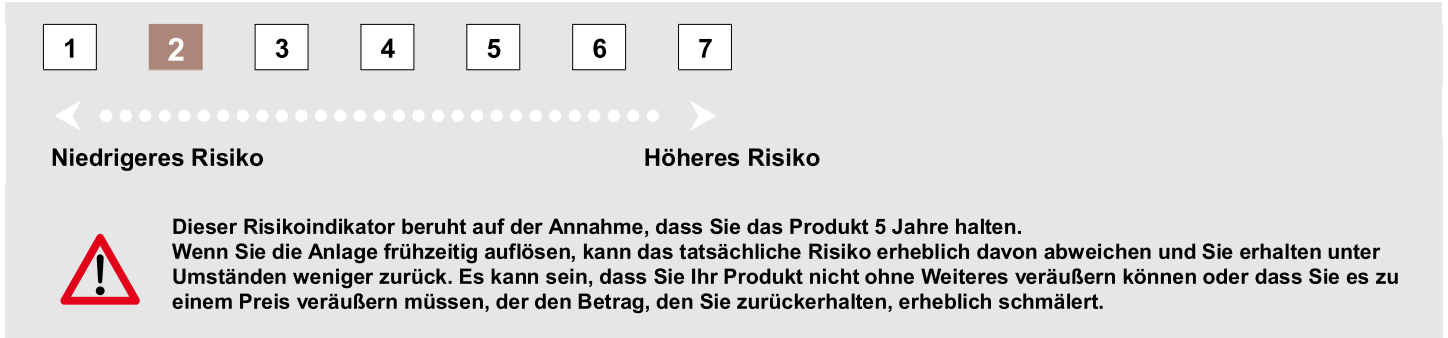 1 2 3 4 5 6 7
Niedrigeres Risiko Höheres Risiko
Dieser Risikoindikator beruht auf der Annahme, dass Sie das Produkt 5 Jahre halten.
Wenn Sie die Anlage frühzeitig auflösen, kann das tatsächliche Risiko erheblich davon abweichen und Sie erhalten unter
Umständen weniger zurück. Es kann sein, dass Sie Ihr Produkt nicht ohne Weiteres veräußern können oder dass Sie es zu
einem Preis veräußern müssen, der den Betrag, den Sie zurückerhalten, erheblich schmälert.